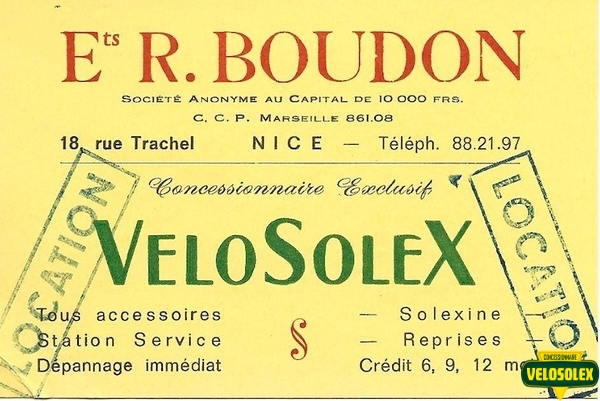 Ets R. BOUDON
SOCIÉTÉ ANONYME AU CAPITAL DE 10 000 FRS.
C. C. P. MARSEILLE 861.08
18, rue Trachel NICE — Téléph. 88.21.97
Concessionnaire Exclusif
VELOSOLEX
LOCATION
LOCATIO
Tous accessoires — Solexine
Station Service § — Reprises —
Dépannage immédiat Crédit 6, 9, 12
CONCESSIONNAIRE
VELOSOLEX